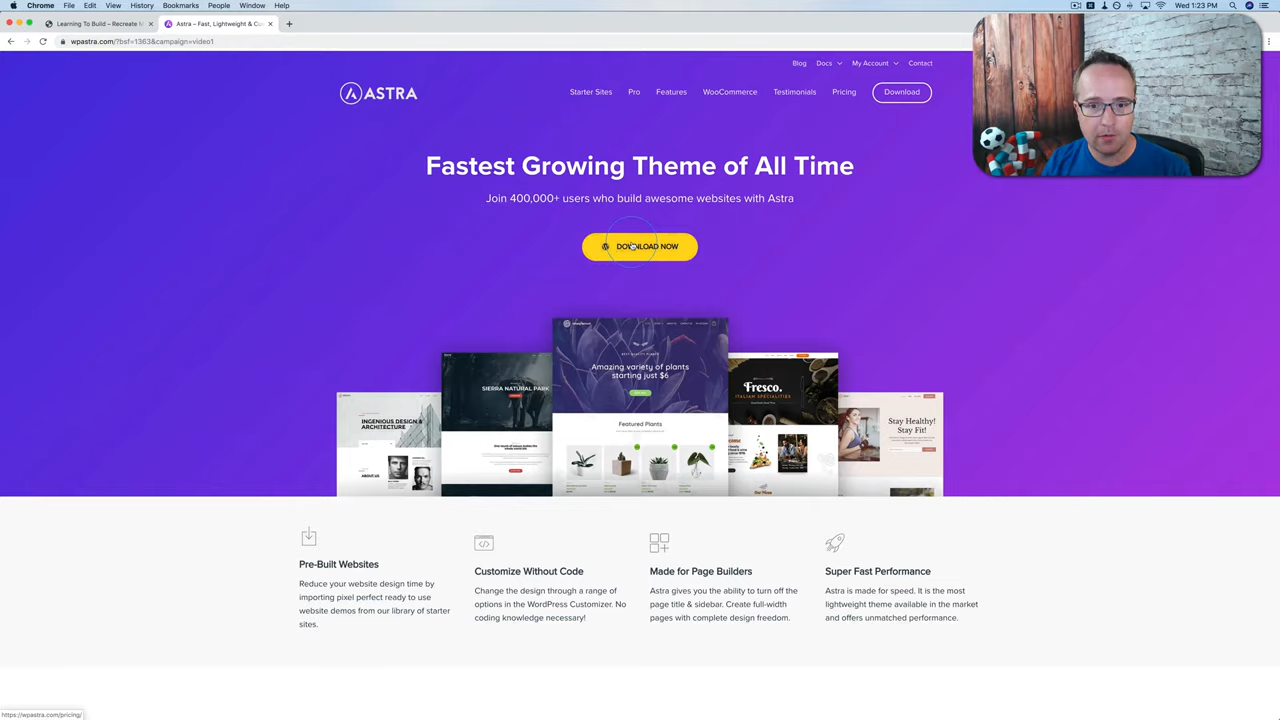 Chrome File Edit View History Bookmarks People Window Help
Wed 1:23 PM
Learning To Build – Recreate M
Astra – Fast, Lightweight & Cus
wpastra.com/?bsf=1363&campaign=video1
Blog Docs My Account Contact
ASTRA
Starter Sites Pro Features WooCommerce Testimonials Pricing Download
Fastest Growing Theme of All Time
Join 400,000+ users who build awesome websites with Astra
DOWNLOAD NOW
Amazing variety of plants
starting just $6
Featured Plants
SIERRA NATURAL PARK
Fresco.
ITALIAN SPECIALITIES
INGENIOUS DESIGN &
ARCHITECTURE
ABOUT US
Stay Healthy!
Stay Fit!
Pre-Built Websites
Reduce your website design time by
importing pixel perfect ready to use
website demos from our library of starter
sites.
Customize Without Code
Change the design through a range of
options in the WordPress Customizer. No
coding knowledge necessary!
Made for Page Builders
Astra gives you the ability to turn off the
page title & sidebar. Create full-width
pages with complete design freedom.
Super Fast Performance
Astra is made for speed. It is the most
lightweight theme available in the market
and offers unmatched performance.
https://wpastra.com/pricing/